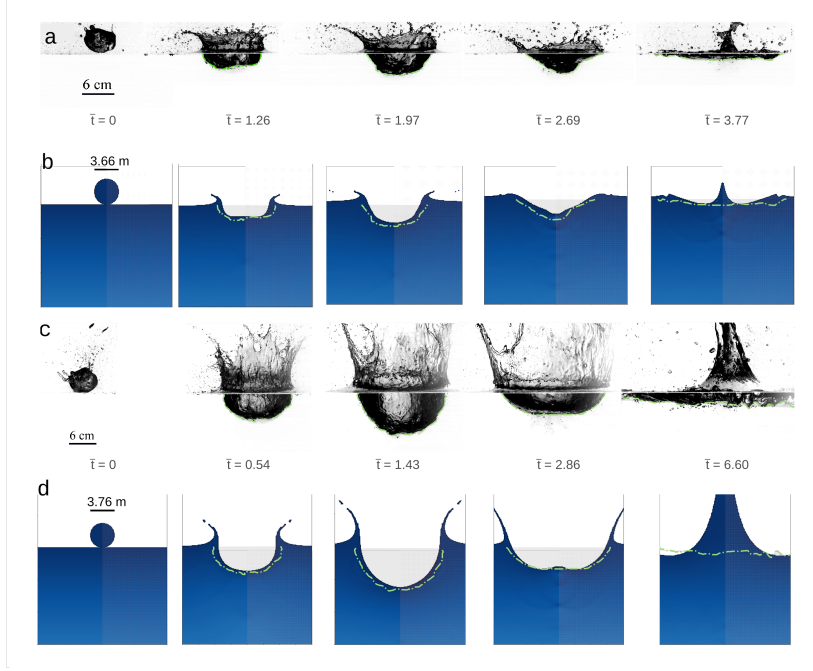 a
6 cm
t̅ = 0
t̅ = 1.26
t̅ = 1.97
t̅ = 2.69
t̅ = 3.77
b
3.66 m
c
6 cm
t̅ = 0
t̅ = 0.54
t̅ = 1.43
t̅ = 2.86
t̅ = 6.60
d
3.76 m